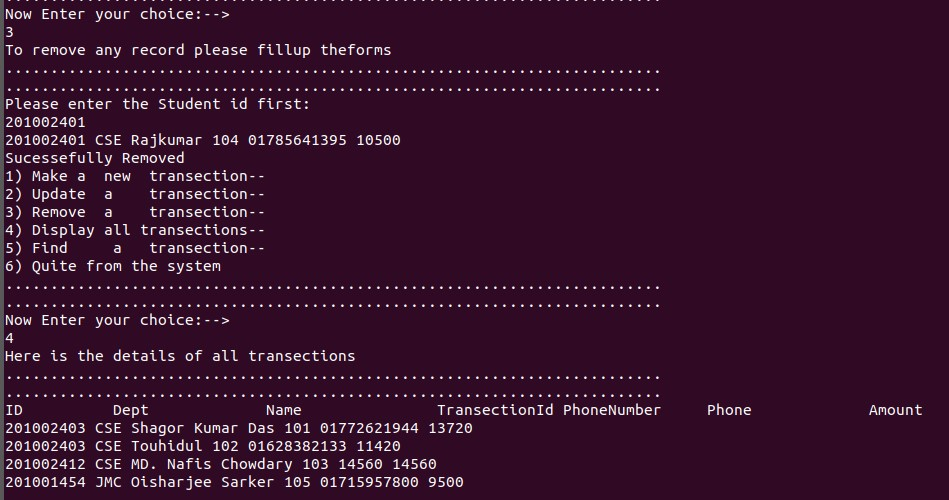 Now Enter your choice:-->
3
To remove any record please fillup theforms
.........................................................................
.........................................................................
Please enter the Student id first:
201002401
201002401 CSE Rajkumar 104 01785641395 10500
Sucessefully Removed
1) Make a  new  transection--
2) Update  a    transection--
3) Remove  a    transection--
4) Display all transections--
5) Find     a   transection--
6) Quite from the system
.........................................................................
.........................................................................
Now Enter your choice:-->
4
Here is the details of all transections
.........................................................................
.........................................................................
ID          Dept             Name               TransectionId PhoneNumber     Phone             Amount
201002403 CSE Shagor Kumar Das 101 01772621944 13720
201002403 CSE Touhidul 102 01628382133 11420
201002412 CSE MD. Nafis Chowdary 103 14560 14560
201001454 JMC Oisharjee Sarker 105 01715957800 9500